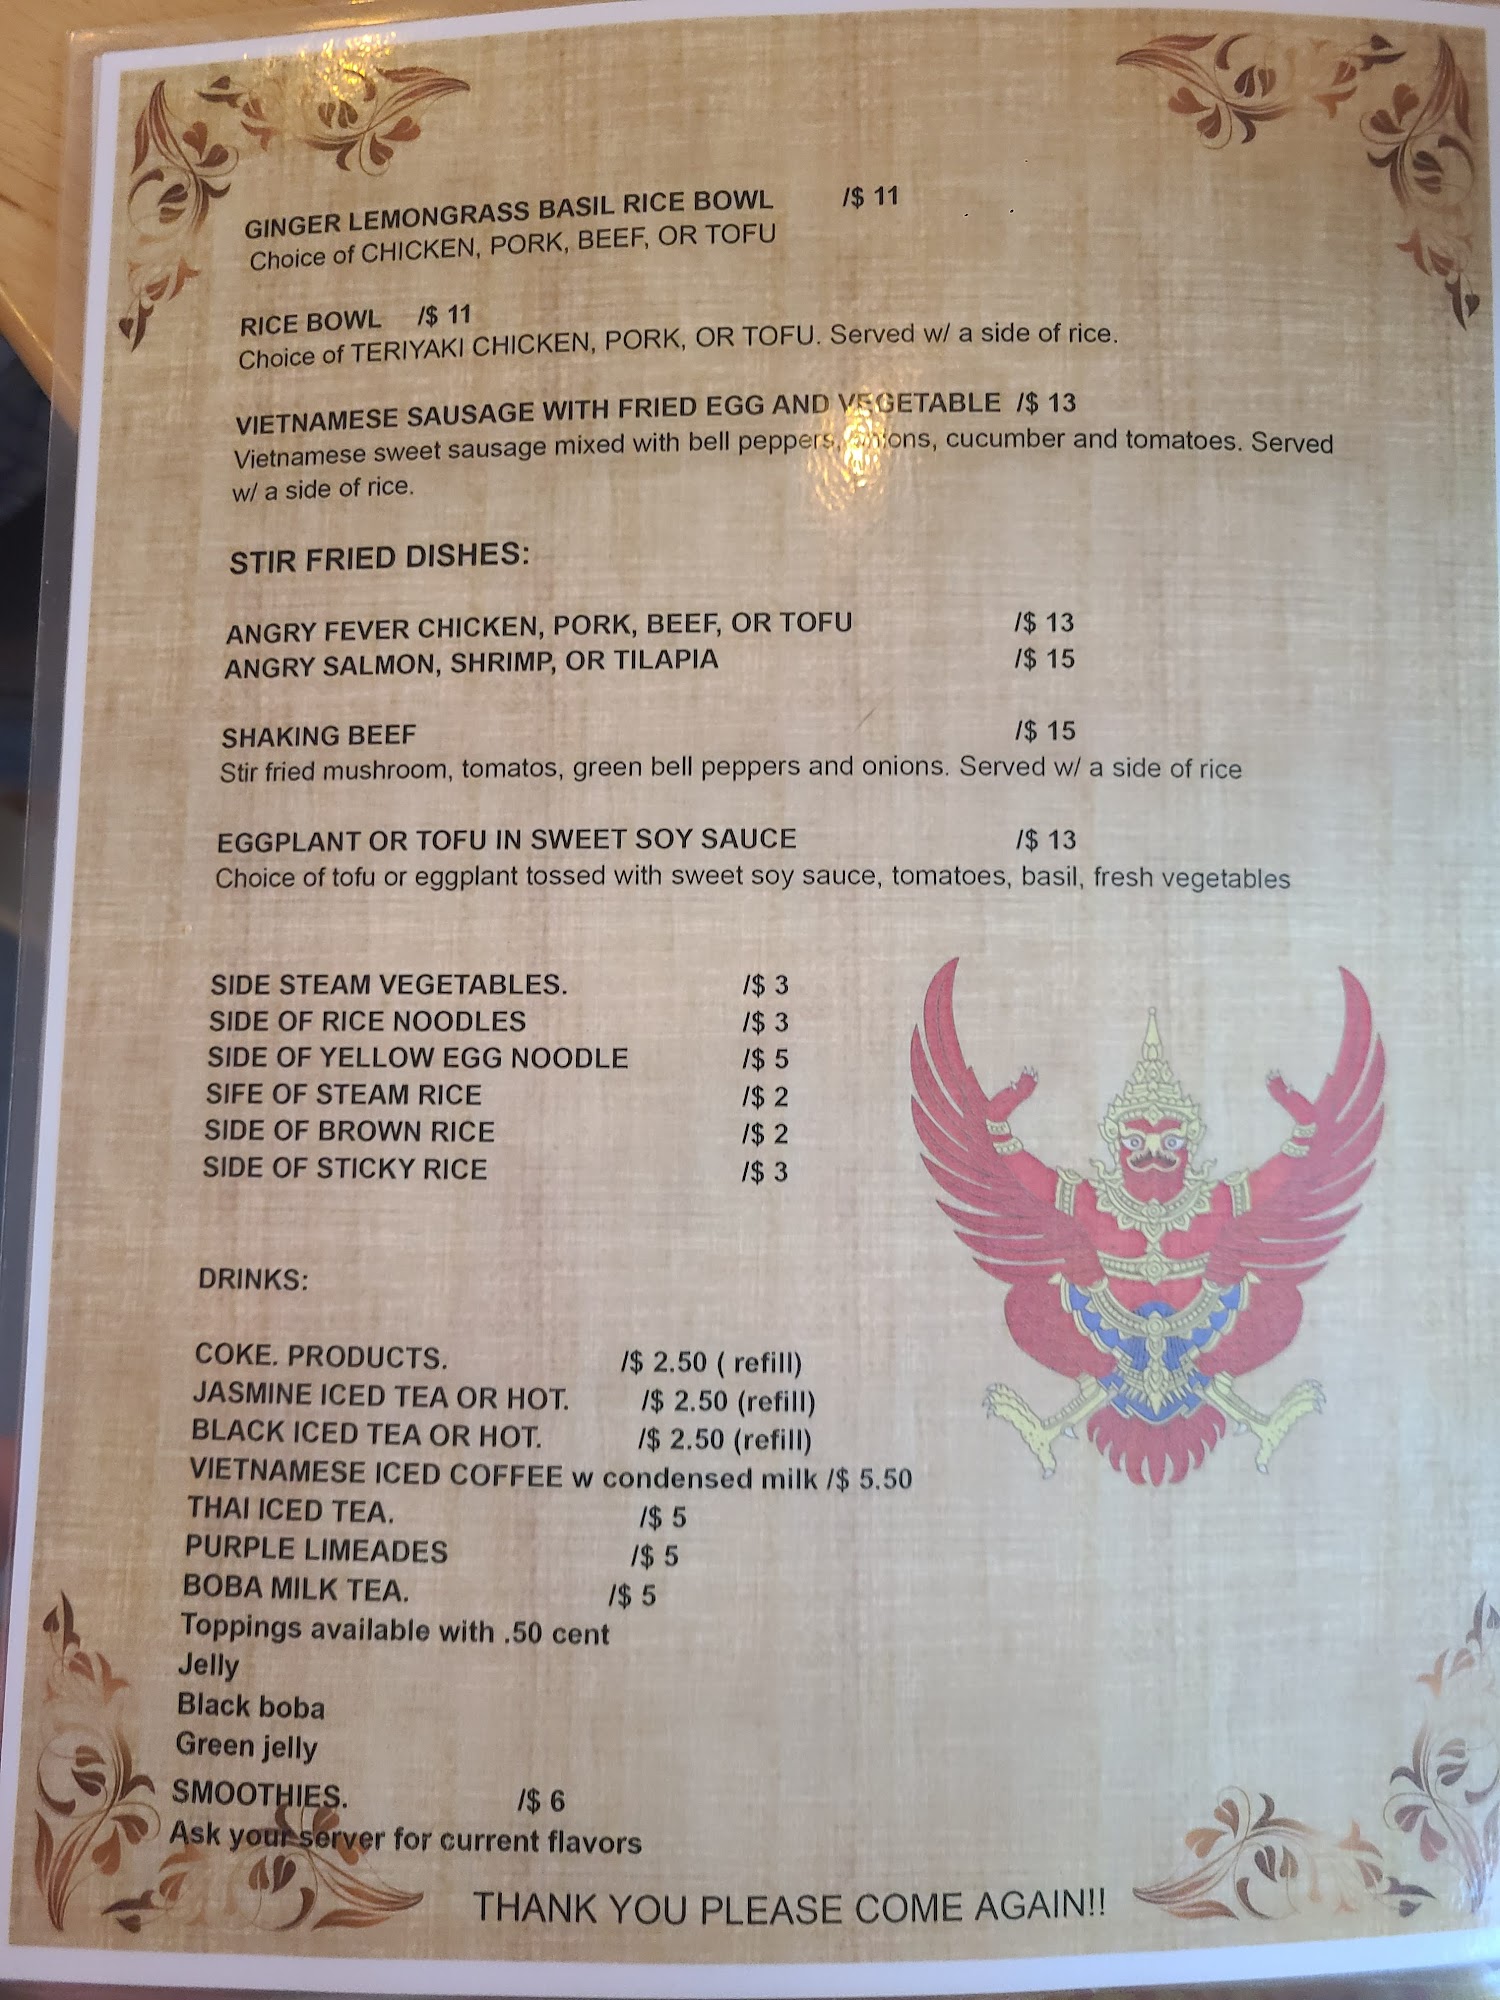 GINGER LEMONGRASS BASIL RICE BOWL /$ 11
Choice of CHICKEN, PORK, BEEF, OR TOFU
RICE BOWL /$ 11
Choice of TERIYAKI CHICKEN, PORK, OR TOFU. Served w/ a side of rice.
VIETNAMESE SAUSAGE WITH FRIED EGG AND VEGETABLE /$ 13
Vietnamese sweet sausage mixed with bell peppers, onions, cucumber and tomatoes. Served
w/ a side of rice.
STIR FRIED DISHES:
ANGRY FEVER CHICKEN, PORK, BEEF, OR TOFU /$ 13
ANGRY SALMON, SHRIMP, OR TILAPIA /$ 15
SHAKING BEEF /$ 15
Stir fried mushroom, tomatos, green bell peppers and onions. Served w/ a side of rice
EGGPLANT OR TOFU IN SWEET SOY SAUCE /$ 13
Choice of tofu or eggplant tossed with sweet soy sauce, tomatoes, basil, fresh vegetables
SIDE STEAM VEGETABLES. /$ 3
SIDE OF RICE NOODLES /$ 3
SIDE OF YELLOW EGG NOODLE /$ 5
SIFE OF STEAM RICE /$ 2
SIDE OF BROWN RICE /$ 2
SIDE OF STICKY RICE /$ 3
DRINKS:
COKE. PRODUCTS. /$ 2.50 ( refill)
JASMINE ICED TEA OR HOT. /$ 2.50 (refill)
BLACK ICED TEA OR HOT. /$ 2.50 (refill)
VIETNAMESE ICED COFFEE w condensed milk /$ 5.50
THAI ICED TEA. /$ 5
PURPLE LIMEADES /$ 5
BOBA MILK TEA. /$ 5
Toppings available with .50 cent
Jelly
Black boba
Green jelly
SMOOTHIES. /$ 6
Ask your server for current flavors
THANK YOU PLEASE COME AGAIN!!